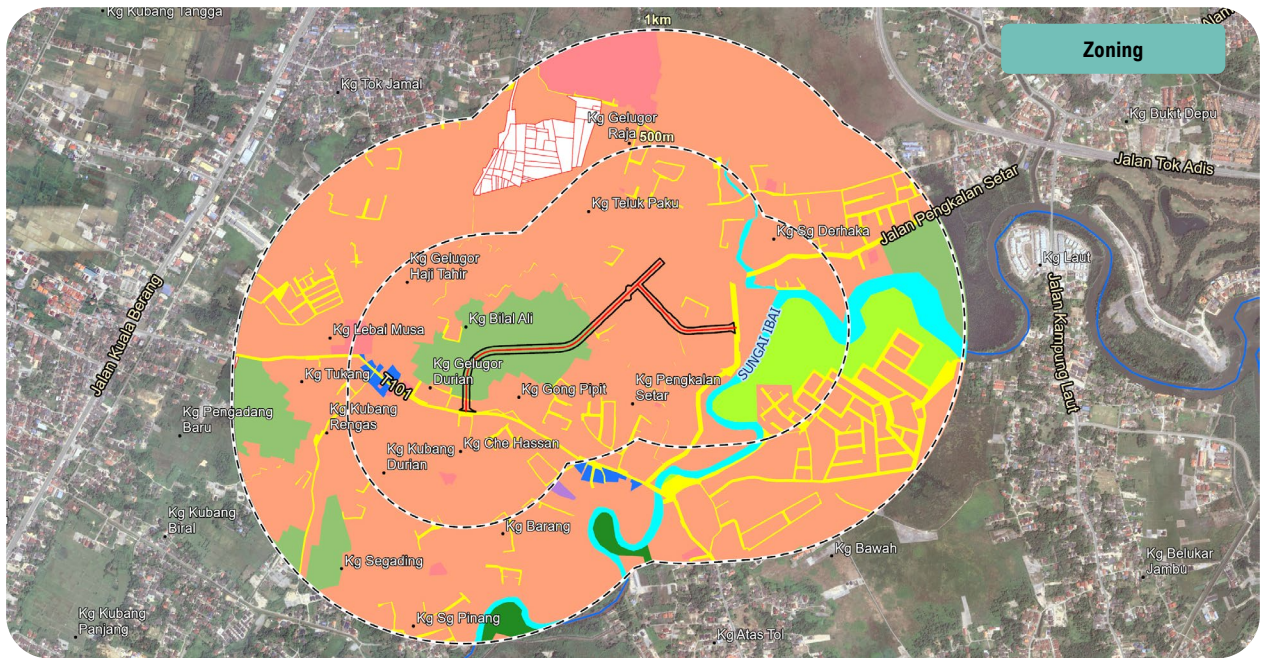 Kg Kubang Tangga
1km
Alam
Zoning
Kg Tok Jamal
Kg Gelugor
Raja
500m
Kg Bukit Depu
Jalan Tok Adis
Jalan Pengkalan Setar
Kg Teluk Paku
Kg Sg Derhaka
Kg Gelugor
Haji Tahir
Kg Laut
Jalan Kuala Berang
Kg Bilal Ali
Kg Lebai Musa
SUNGAI IBAI
Jalan Kampung Laut
Kg Tukang
T-101
Kg Gelugor
Durian
Kg Gong Pipit
Kg Pengkalan
Setar
Kg Pengadang
Baru
Kg Kubang
Rengas
Kg Kubang
Durian
Kg Che Hassan
Kg Kubang
Biral
Kg Barang
Kg Bawah
Kg Segading
Kg Belukar
Jambu
Kg Kubang
Panjang
Kg Sg Pinang
Kg Atas Tol